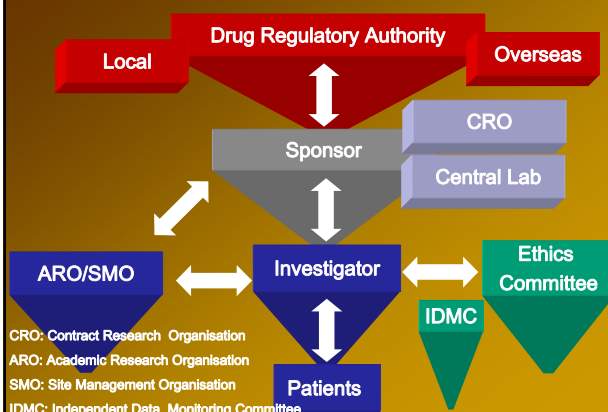 Drug Regulatory Authority
Local
Overseas
CRO
Sponsor
Central Lab
ARO/SMO
Investigator
Ethics
Committee
IDMC
CRO: Contract Research Organisation
ARO: Academic Research Organisation
SMO: Site Management Organisation
Patients
IDMC: Independent Data Monitoring Committee